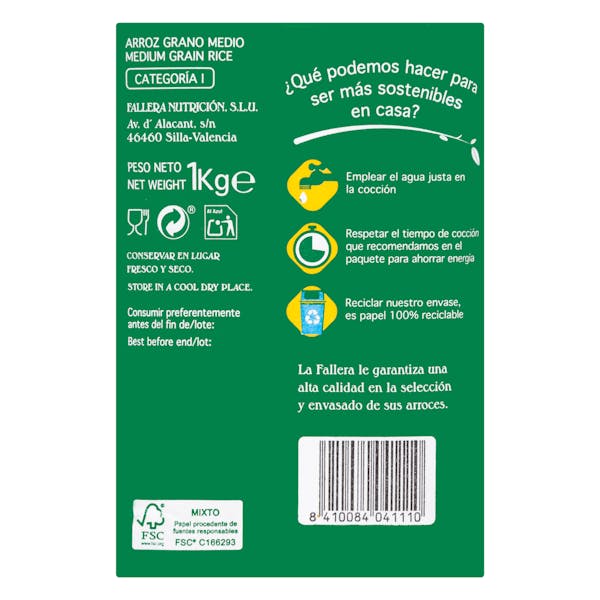 ARROZ GRANO MEDIO
MEDIUM GRAIN RICE
CATEGORÍA I
FALLERA NUTRICIÓN, S.L.U.
Av. d' Alacant, s/n
46460 Silla-Valencia
PESO NETO
NET WEIGHT 1Kg℮
Al Azul
CONSERVAR EN LUGAR
FRESCO Y SECO.
STORE IN A COOL DRY PLACE.
Consumir preferentemente
antes del fin de/lote:
Best before end/lot:
FSC
www.fsc.org
MIXTO
Papel procedente de
fuentes responsables
FSC® C166293
¿Qué podemos hacer para
ser más sostenibles
en casa?
Emplear el agua justa en
la cocción
Respetar el tiempo de cocción
que recomendamos en el
paquete para ahorrar energía
Reciclar nuestro envase,
es papel 100% reciclable
La Fallera le garantiza una
alta calidad en la selección
y envasado de sus arroces.
8 410084 041110